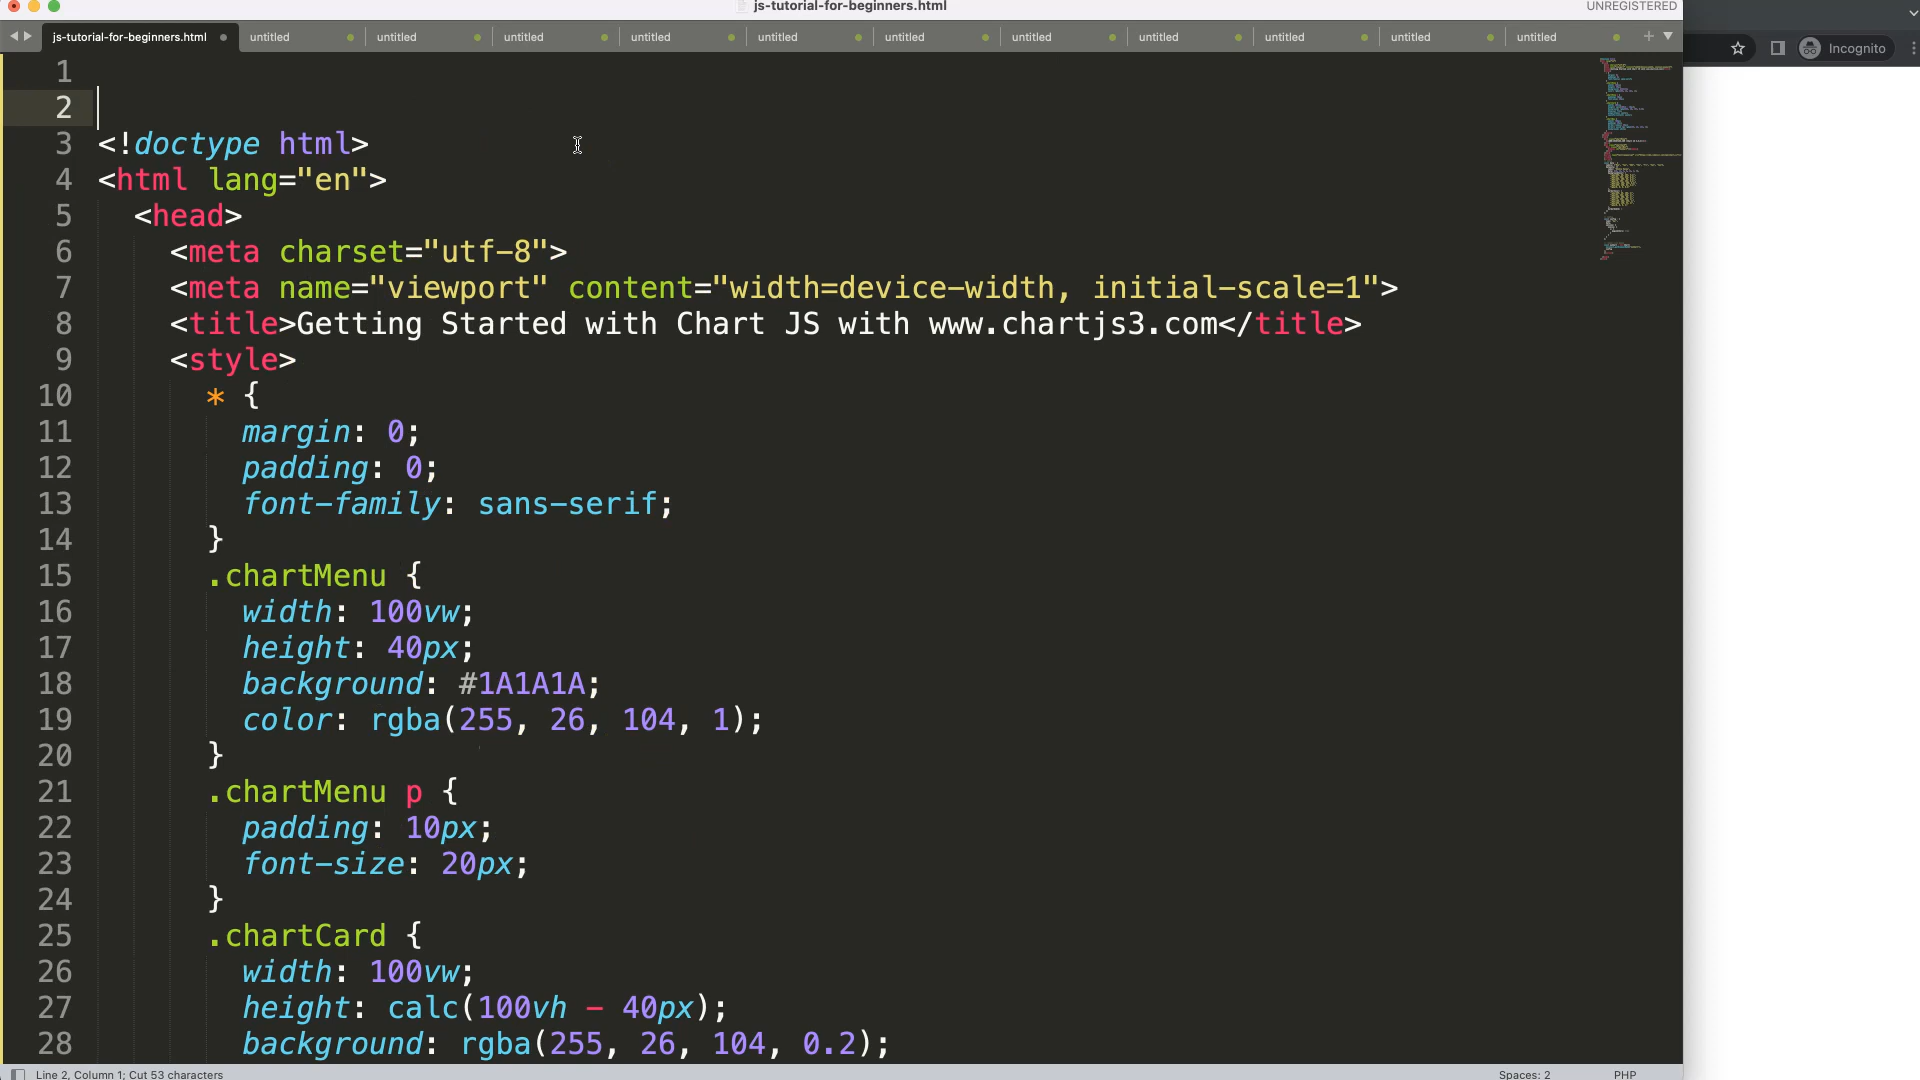 js-tutorial-for-beginners.html
UNREGISTERED
js-tutorial-for-beginners.html untitled untitled untitled untitled untitled untitled untitled untitled untitled untitled untitled
Incognito
1
2
3 <!doctype html>
4 <html lang="en">
5 <head>
6 <meta charset="utf-8">
7 <meta name="viewport" content="width=device-width, initial-scale=1">
8 <title>Getting Started with Chart JS with www.chartjs3.com</title>
9 <style>
10 * {
11 margin: 0;
12 padding: 0;
13 font-family: sans-serif;
14 }
15 .chartMenu {
16 width: 100vw;
17 height: 40px;
18 background: #1A1A1A;
19 color: rgba(255, 26, 104, 1);
20 }
21 .chartMenu p {
22 padding: 10px;
23 font-size: 20px;
24 }
25 .chartCard {
26 width: 100vw;
27 height: calc(100vh - 40px);
28 background: rgba(255, 26, 104, 0.2);
Line 2, Column 1; Cut 53 characters
Spaces: 2
PHP